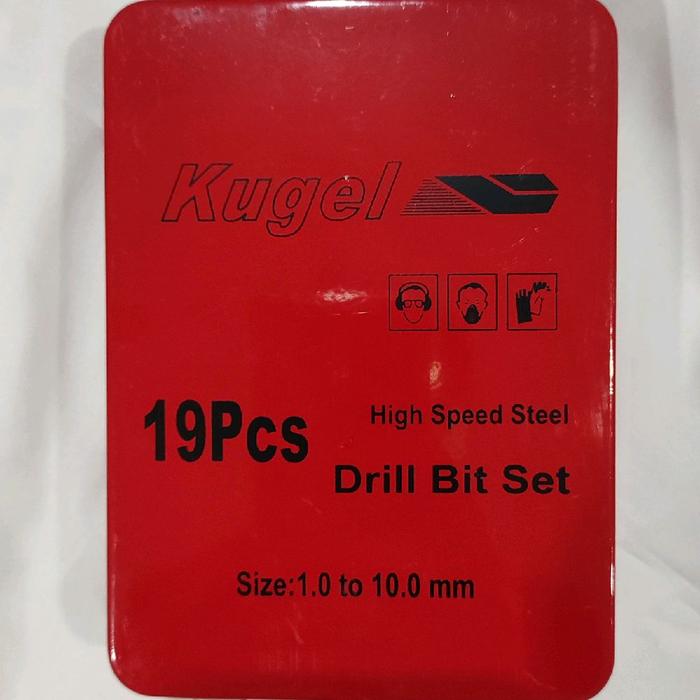 Kugel
19Pcs
High Speed Steel
Drill Bit Set
Size:1.0 to 10.0 mm